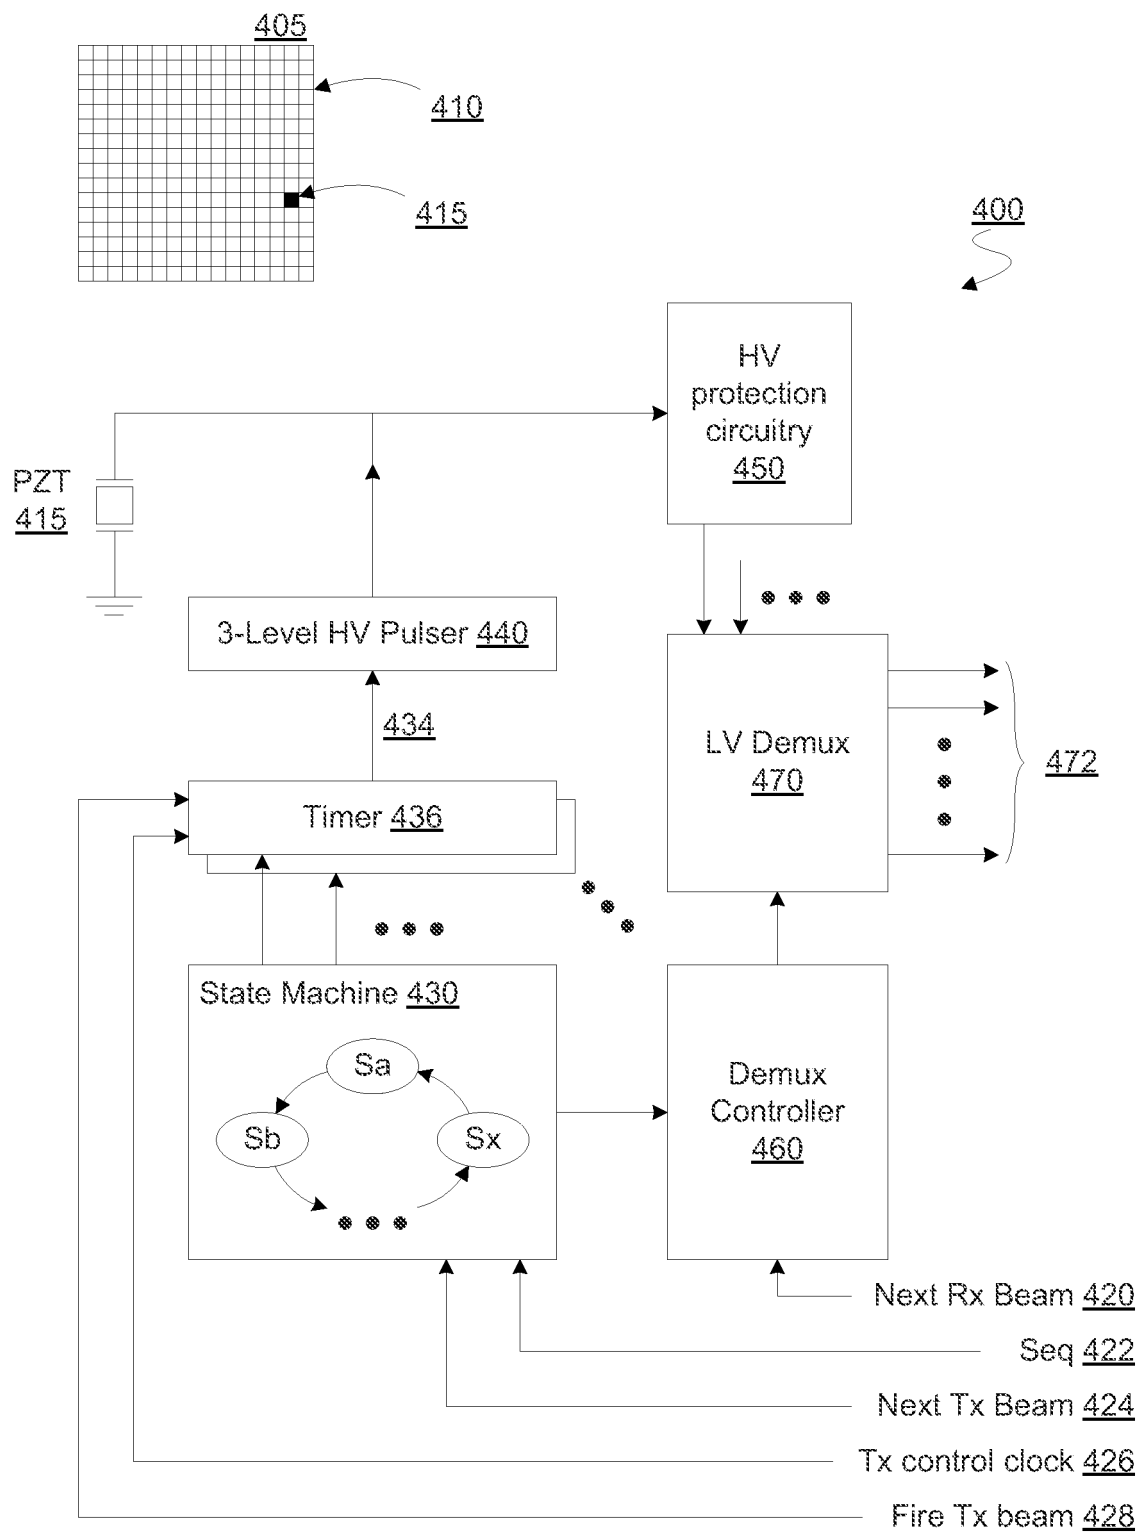 405
410
415
400
HV
protection
circuitry
450
PZT
415
3-Level HV Pulser 440
434
LV Demux
470
472
Timer 436
State Machine 430
Sa
Sb
Sx
Demux
Controller
460
Next Rx Beam 420
Seq 422
Next Tx Beam 424
Tx control clock 426
Fire Tx beam 428